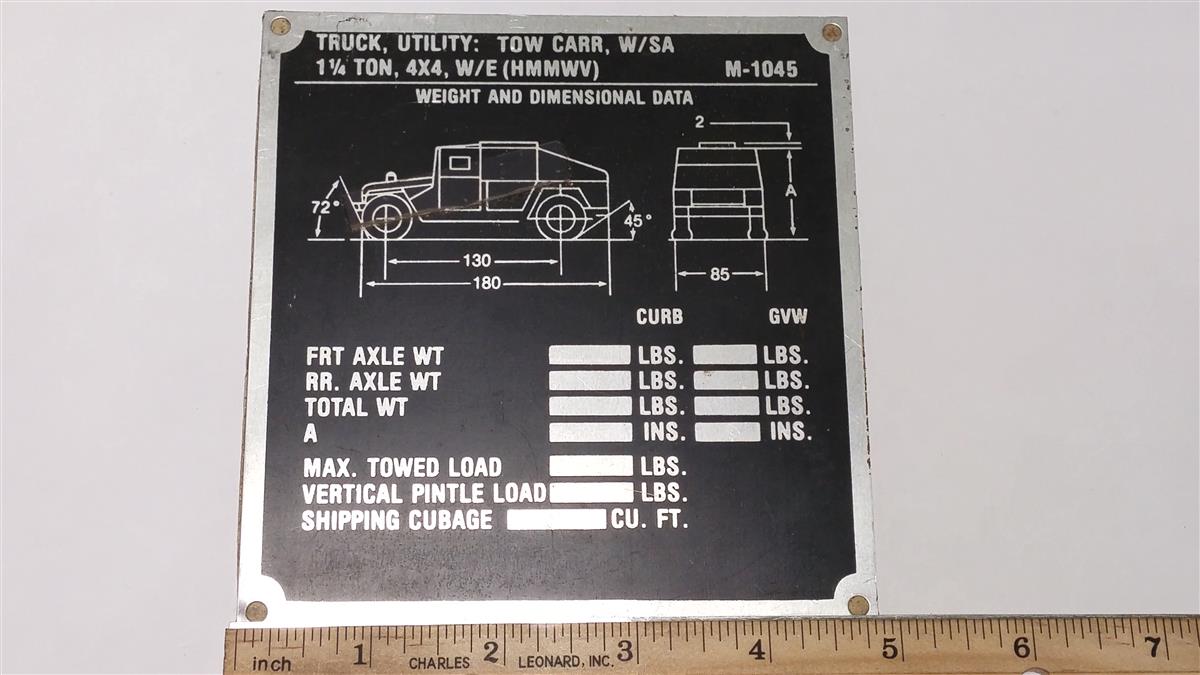 TRUCK, UTILITY: TOW CARR, W/SA
1¼ TON, 4X4, W/E (HMMWV) M-1045
WEIGHT AND DIMENSIONAL DATA
2
A
72°
45°
130
180
85
CURB GVW
FRT AXLE WT LBS. LBS.
RR. AXLE WT LBS. LBS.
TOTAL WT LBS. LBS.
A INS. INS.
MAX. TOWED LOAD LBS.
VERTICAL PINTLE LOAD LBS.
SHIPPING CUBAGE CU. FT.
inch 1 CHARLES 2 LEONARD, INC. 3 4 5 6 7